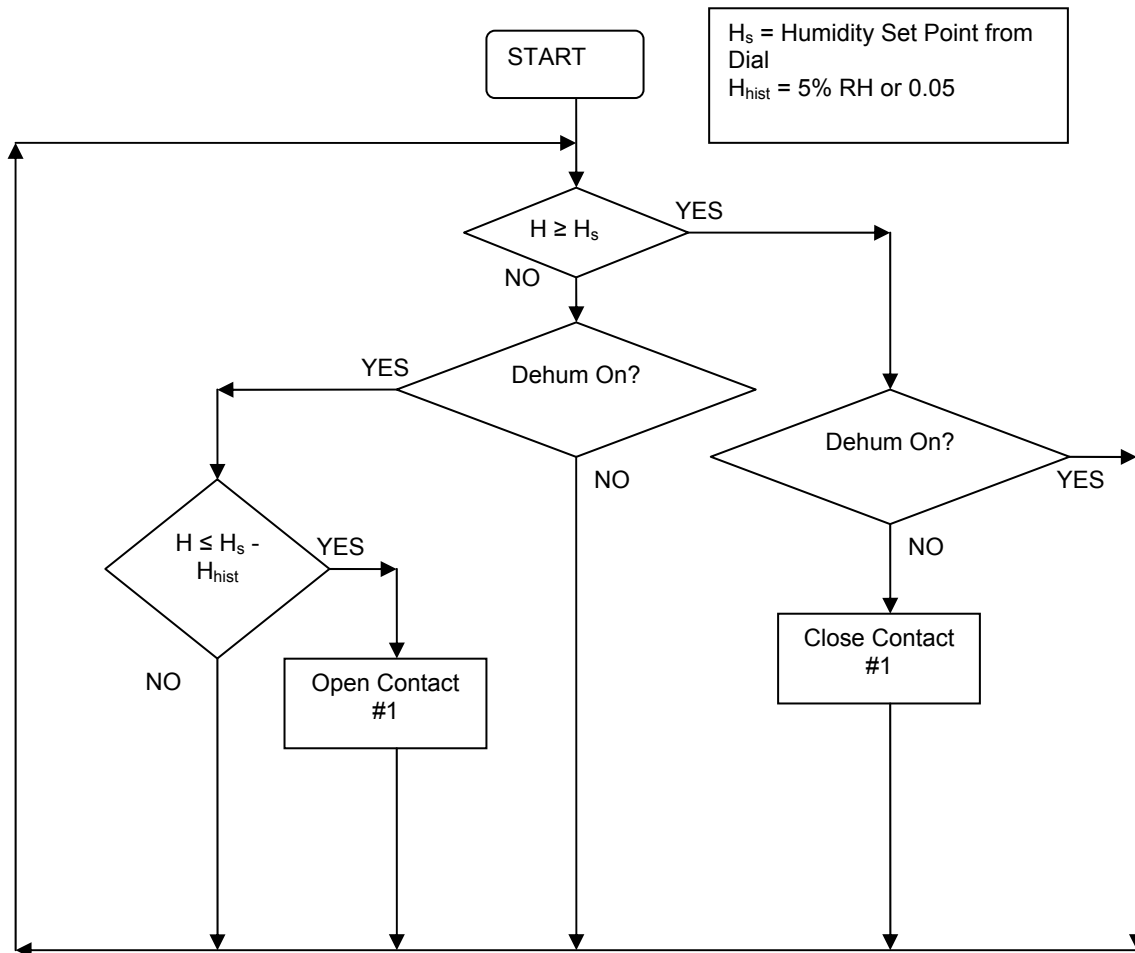 START
Hₛ = Humidity Set Point from
Dial
Hhist = 5% RH or 0.05
H ≥ Hₛ
YES
NO
Dehum On?
YES
NO
Dehum On?
YES
NO
H ≤ Hₛ -
Hhist
YES
NO
Open Contact
#1
Close Contact
#1